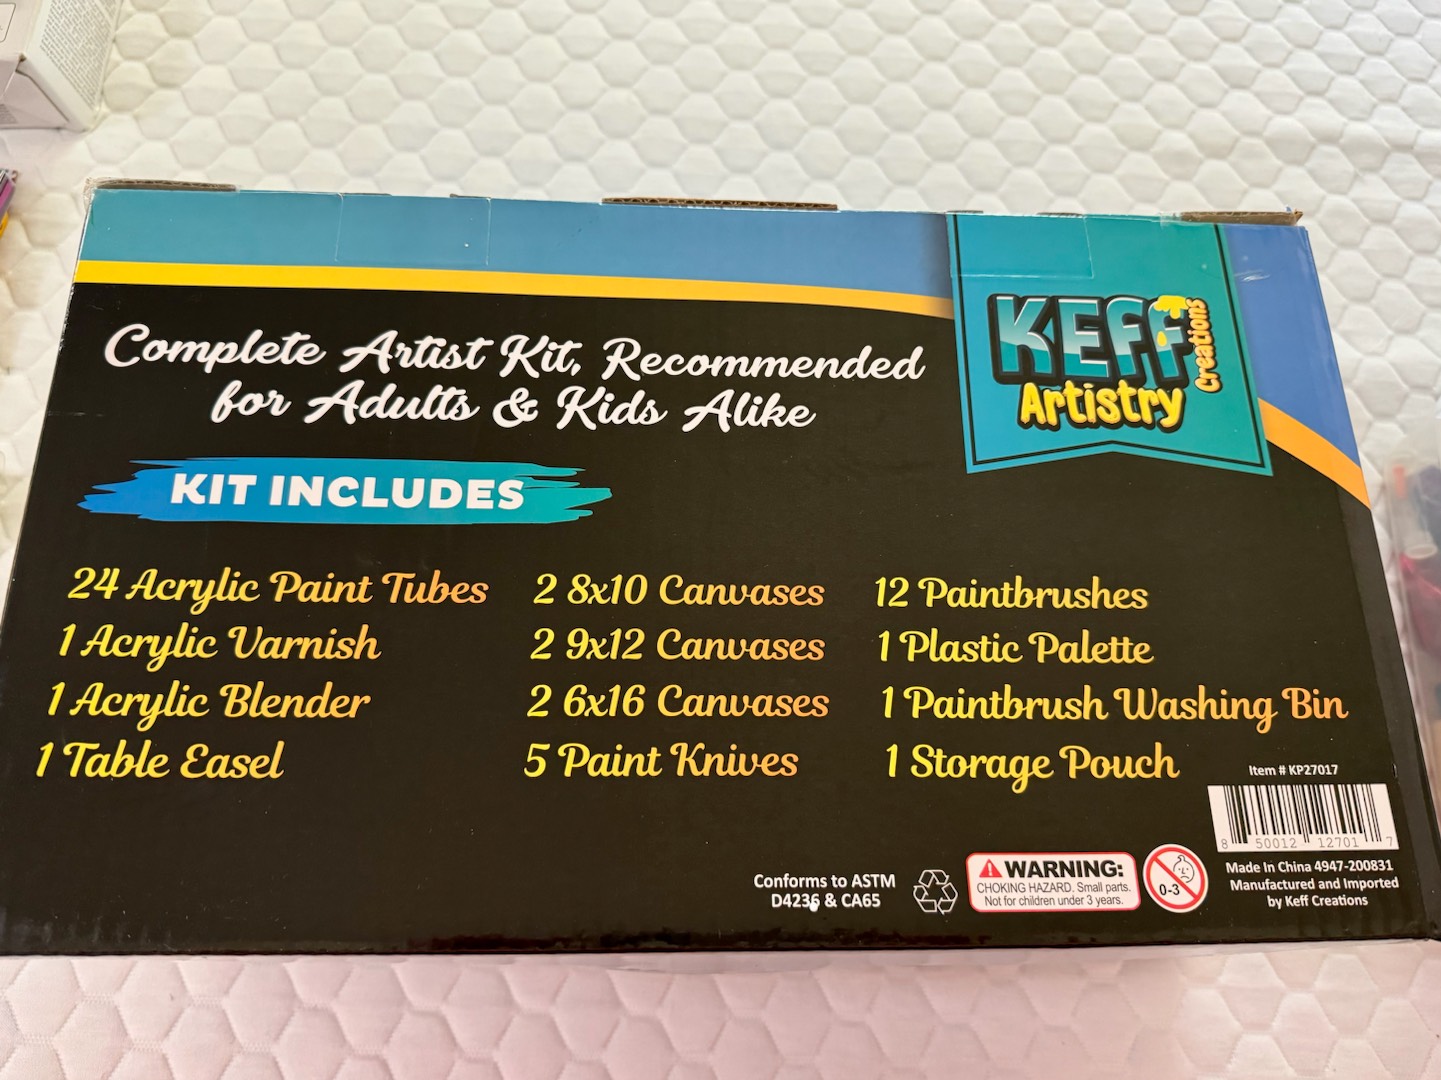 Complete Artist Kit, Recommended
for Adults & Kids Alike
KEFF
Creations
Artistry
KIT INCLUDES
24 Acrylic Paint Tubes
1 Acrylic Varnish
1 Acrylic Blender
1 Table Easel
2 8x10 Canvases
2 9x12 Canvases
2 6x16 Canvases
5 Paint Knives
12 Paintbrushes
1 Plastic Palette
1 Paintbrush Washing Bin
1 Storage Pouch
Item # KP27017
8 50012 12701 7
Made In China 4947-200831
Manufactured and Imported
by Keff Creations
Conforms to ASTM
D4236 & CA65
WARNING:
CHOKING HAZARD. Small parts.
Not for children under 3 years.
0-3